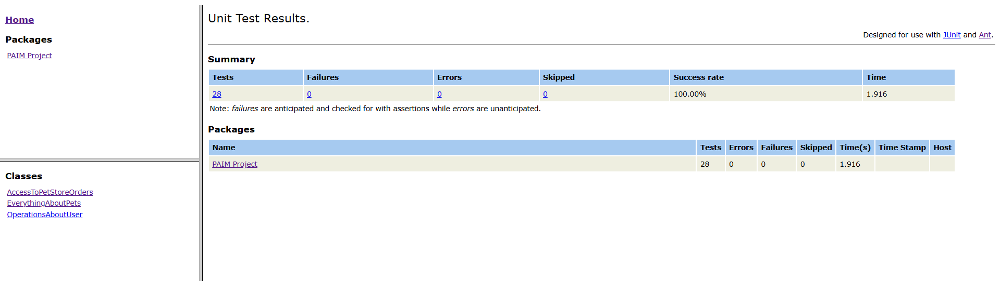 Home
Packages
PAIM Project
Classes
AccessToPetStoreOrders
EverythingAboutPets
OperationsAboutUser
Unit Test Results.
Designed for use with JUnit and Ant.
Summary
Tests Failures Errors Skipped Success rate Time
28 0 0 0 100.00% 1.916
Note: failures are anticipated and checked for with assertions while errors are unanticipated.
Packages
Name Tests Errors Failures Skipped Time(s) Time Stamp Host
PAIM Project 28 0 0 0 1.916